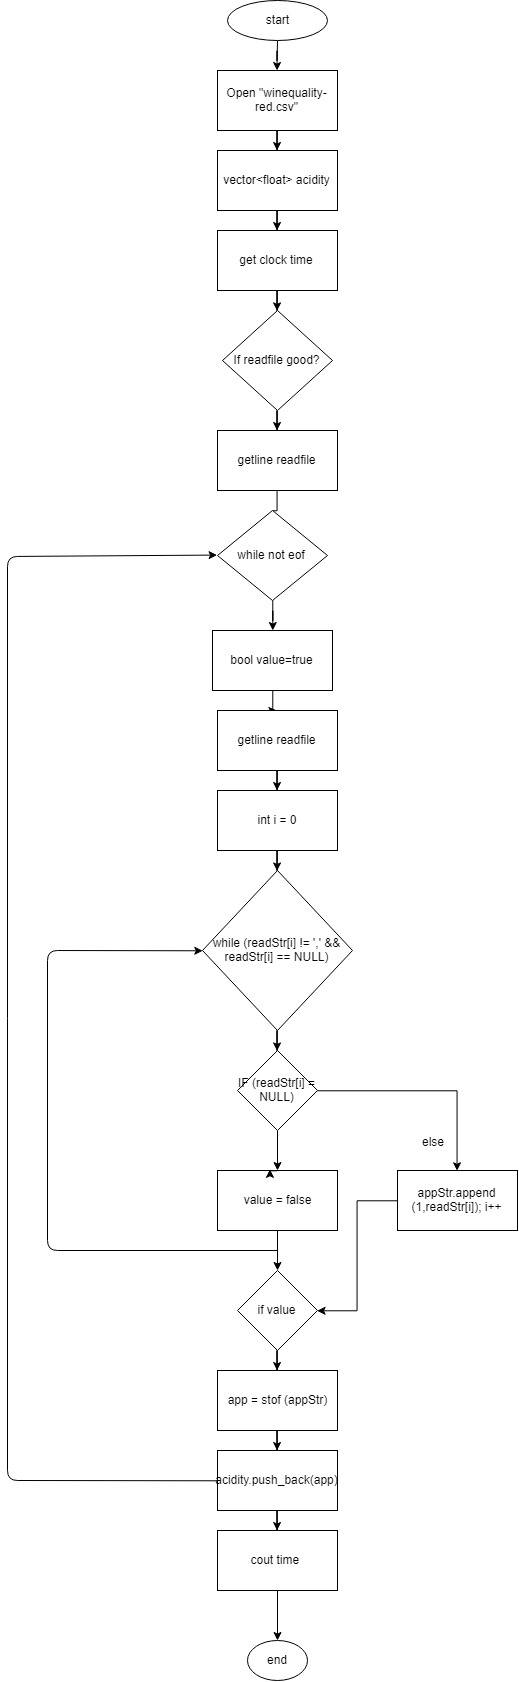 start
Open "winequality-
red.csv"
vector<float> acidity
get clock time
If readfile good?
getline readfile
while not eof
bool value=true
getline readfile
int i = 0
while (readStr[i] != ',' &&
readStr[i] == NULL)
IF (readStr[i] =
NULL)
else
value = false
appStr.append
(1,readStr[i]); i++
if value
app = stof (appStr)
acidity.push_back(app)
cout time
end